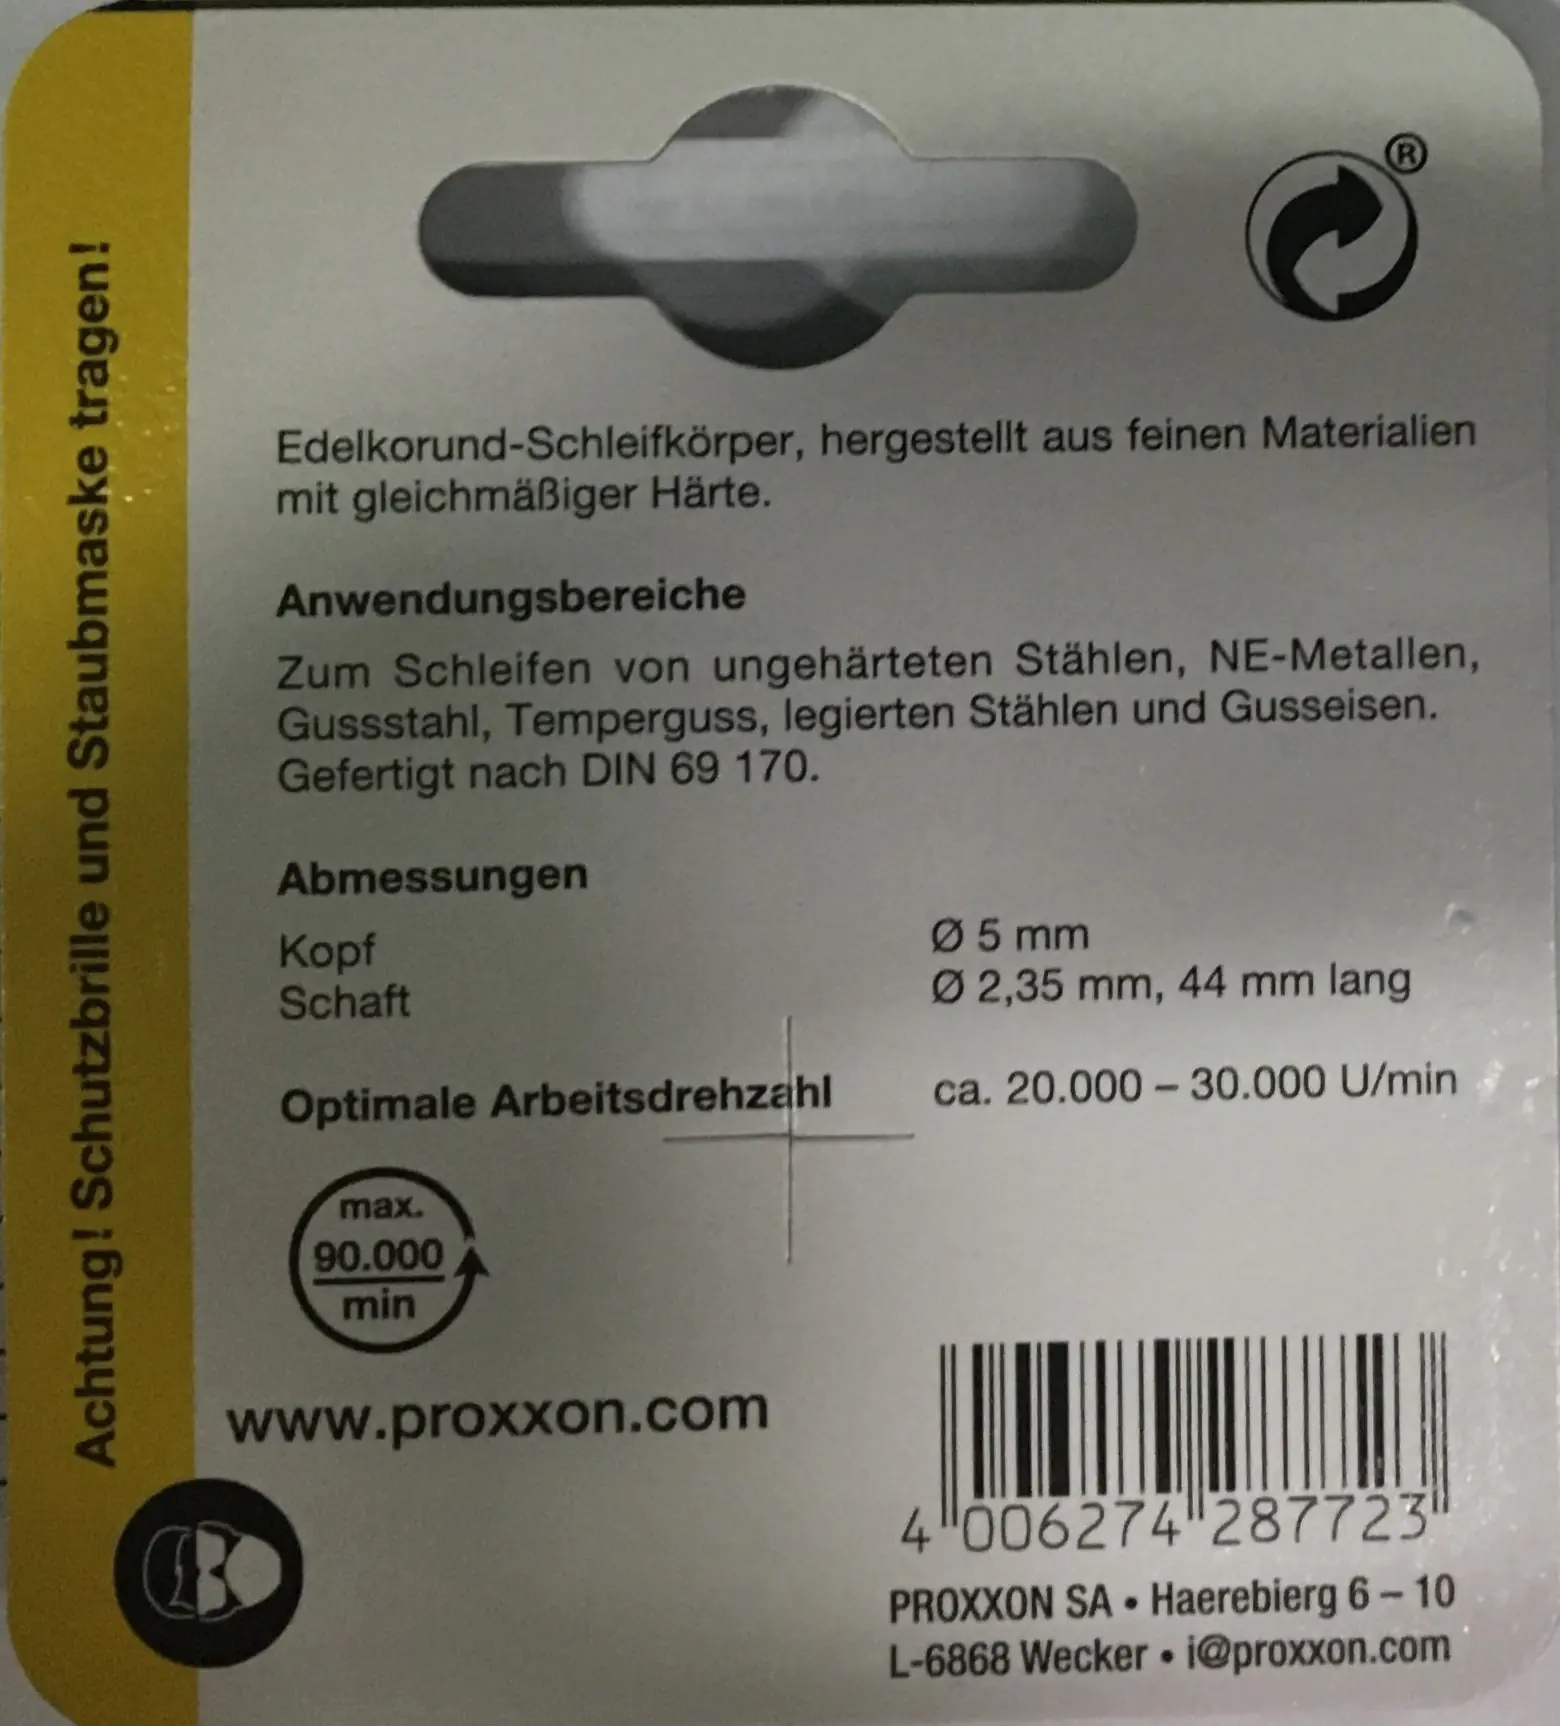 Achtung! Schutzbrille und Staubmaske tragen!
®
Edelkorund-Schleifkörper, hergestellt aus feinen Materialien
mit gleichmäßiger Härte.
Anwendungsbereiche
Zum Schleifen von ungehärteten Stählen, NE-Metallen,
Gussstahl, Temperguss, legierten Stählen und Gusseisen.
Gefertigt nach DIN 69 170.
Abmessungen
Kopf Ø 5 mm
Schaft Ø 2,35 mm, 44 mm lang
Optimale Arbeitsdrehzahl ca. 20.000 – 30.000 U/min
max.
90.000
min
www.proxxon.com
4 006274 287723
PROXXON SA • Haerebierg 6 – 10
L-6868 Wecker • i@proxxon.com